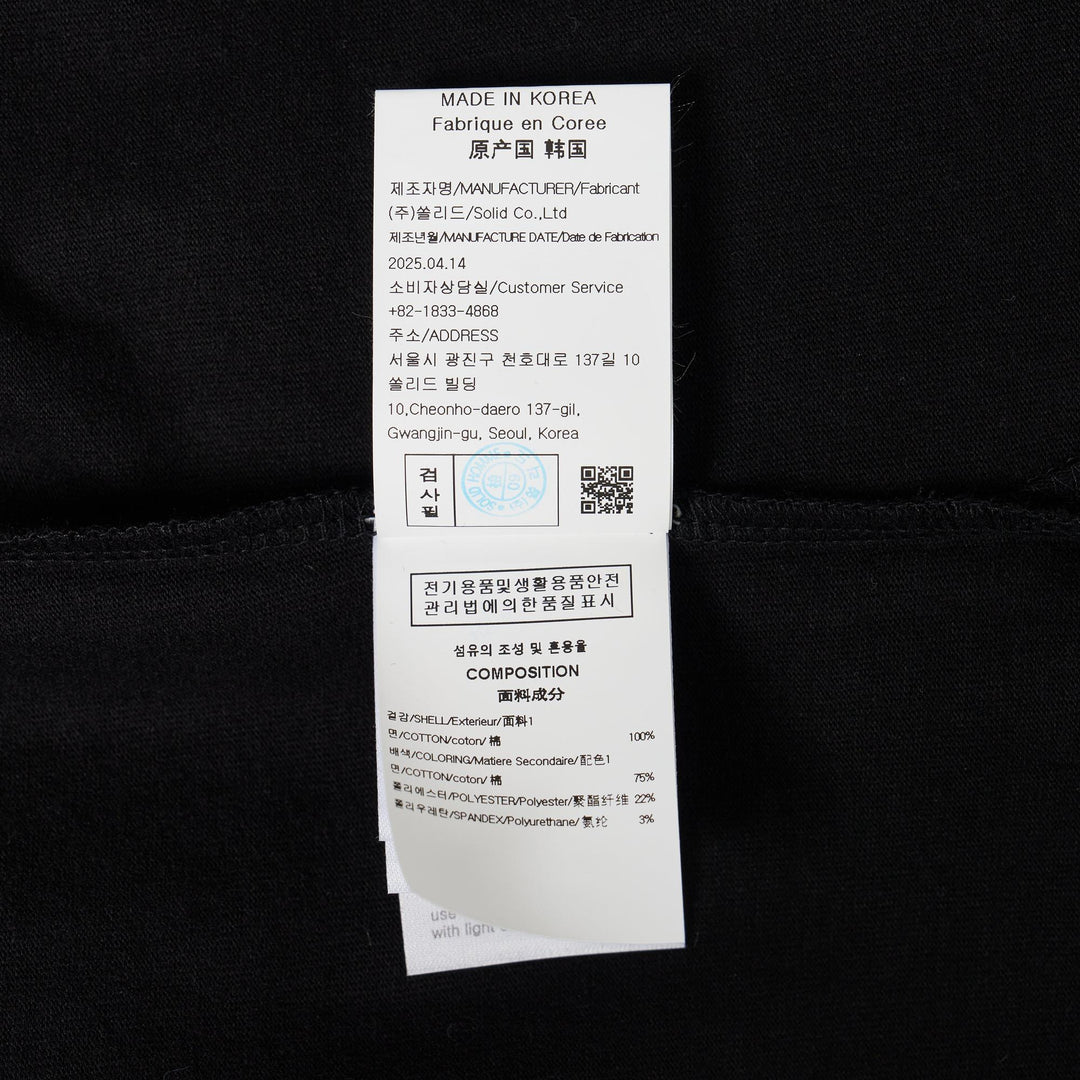 MADE IN KOREA
Fabrique en Coree
原产国 韩国
제조자명/MANUFACTURER/Fabricant
(주)쏠리드/Solid Co.,Ltd
제조년월/MANUFACTURE DATE/Date de Fabrication
2025.04.14
소비자상담실/Customer Service
+82-1833-4868
주소/ADDRESS
서울시 광진구 천호대로 137길 10
쏠리드 빌딩
10,Cheonho-daero 137-gil,
Gwangjin-gu, Seoul, Korea
검사필
SOLID HOMME
09
전기용품및생활용품안전
관리법에의한품질표시
섬유의 조성 및 혼용율
COMPOSITION
面料成分
겉감/SHELL/Exterieur/面料1
면/COTTON/coton/棉 100%
배색/COLORING/Matiere Secondaire/配色1
면/COTTON/coton/棉 75%
폴리에스터/POLYESTER/Polyester/聚酯纤维 22%
폴리우레탄/SPANDEX/Polyurethane/氨纶 3%
use
with light